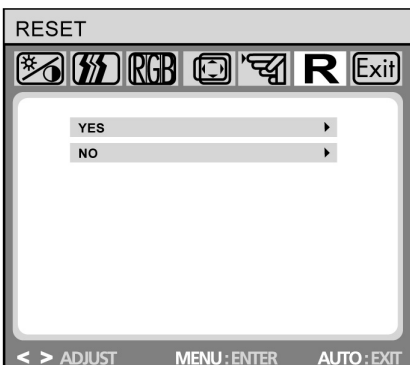 RESET
RGB R Exit
YES
NO
< > ADJUST MENU : ENTER AUTO : EXIT